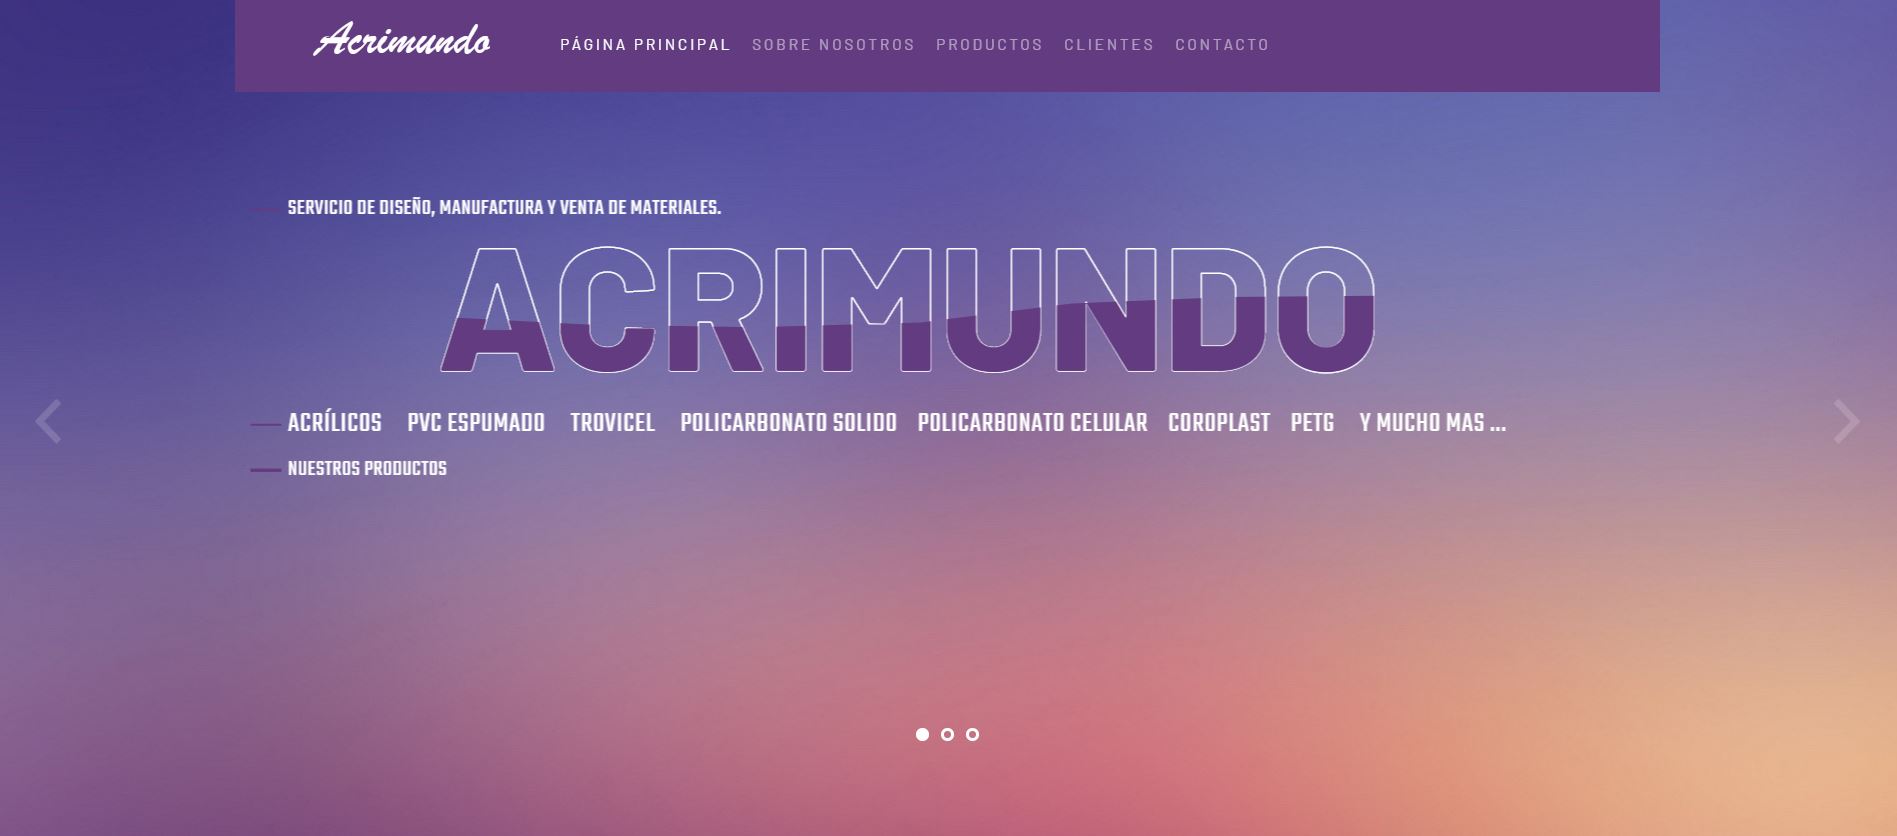 Acrimundo
PÁGINA PRINCIPAL SOBRE NOSOTROS PRODUCTOS CLIENTES CONTACTO
SERVICIO DE DISEÑO, MANUFACTURA Y VENTA DE MATERIALES.
ACRIMUNDO
ACRÍLICOS PVC ESPUMADO TROVICEL POLICARBONATO SOLIDO POLICARBONATO CELULAR COROPLAST PETG Y MUCHO MAS ...
NUESTROS PRODUCTOS